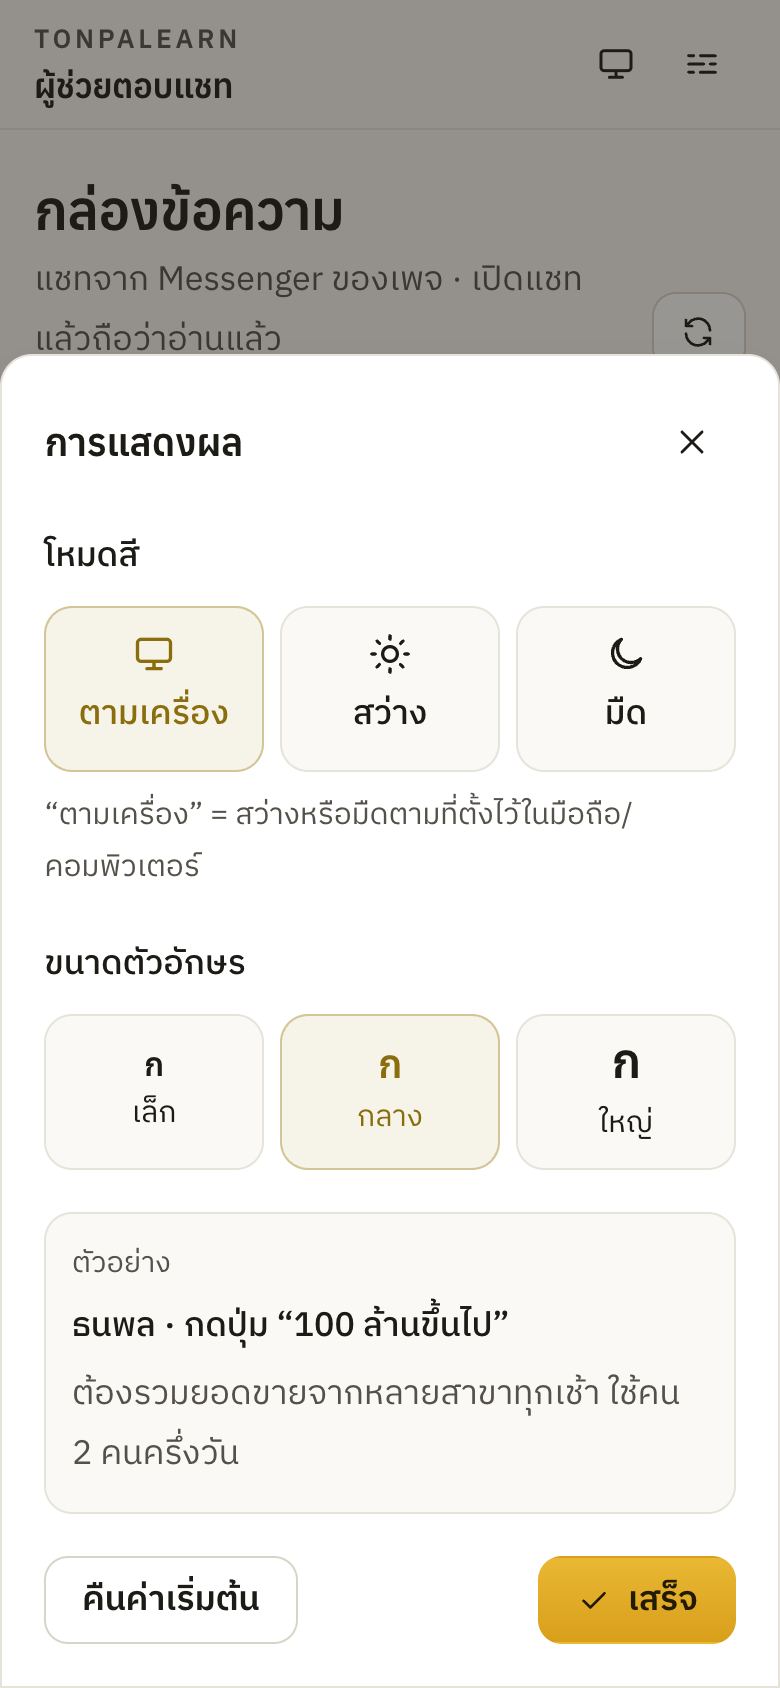 TONPALEARN
ผู้ช่วยตอบแชท
กล่องข้อความ
แชทจาก Messenger ของเพจ · เปิดแชท
แล้วถือว่าอ่านแล้ว
การแสดงผล
โหมดสี
ตามเครื่อง
สว่าง
มืด
“ตามเครื่อง” = สว่างหรือมืดตามที่ตั้งไว้ในมือถือ/
คอมพิวเตอร์
ขนาดตัวอักษร
ก
เล็ก
ก
กลาง
ก
ใหญ่
ตัวอย่าง
ธนพล · กดปุ่ม “100 ล้านขึ้นไป”
ต้องรวมยอดขายจากหลายสาขาทุกเช้า ใช้คน
2 คนครึ่งวัน
คืนค่าเริ่มต้น
เสร็จ